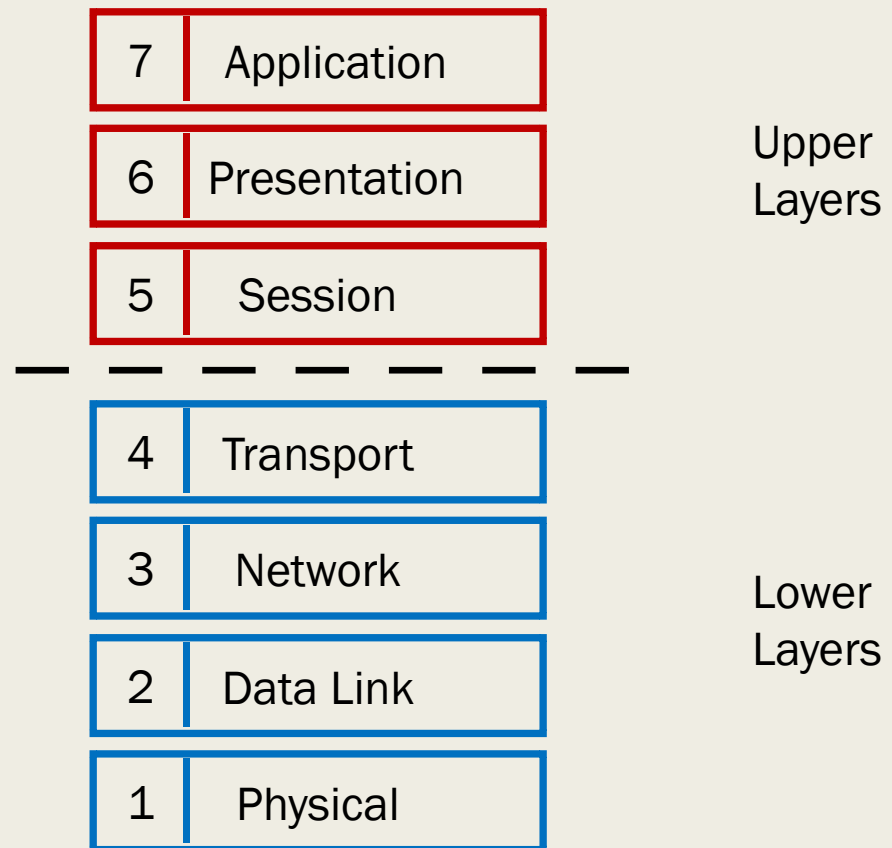 7 Application
6 Presentation
Upper
Layers
5 Session
4 Transport
3 Network
Lower
Layers
2 Data Link
1 Physical